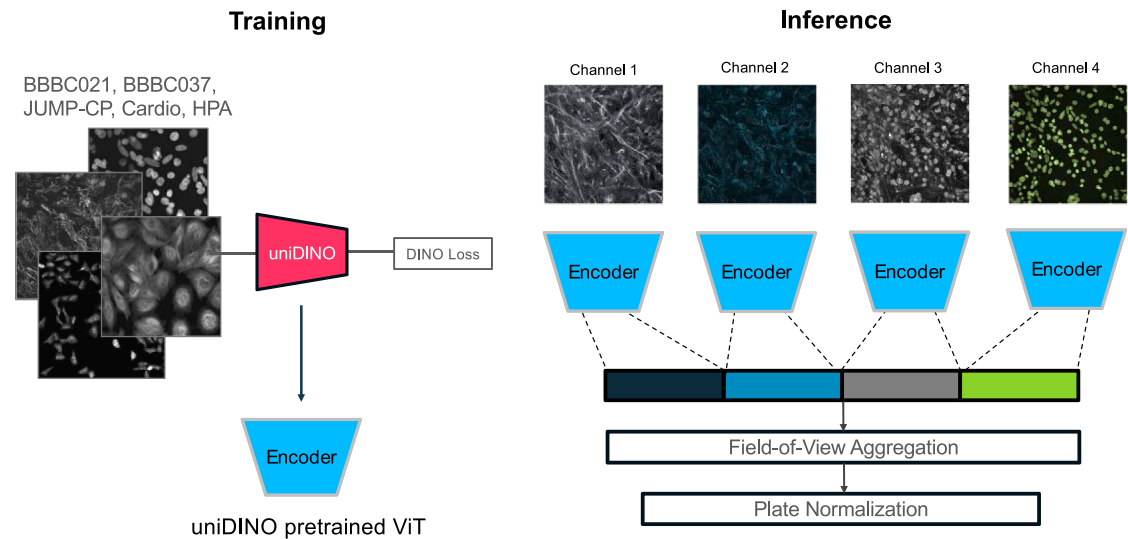 Training
BBBC021, BBBC037,
JUMP-CP, Cardio, HPA
uniDINO
DINO Loss
Encoder
uniDINO pretrained ViT
Inference
Channel 1
Channel 2
Channel 3
Channel 4
Encoder
Encoder
Encoder
Encoder
Field-of-View Aggregation
Plate Normalization